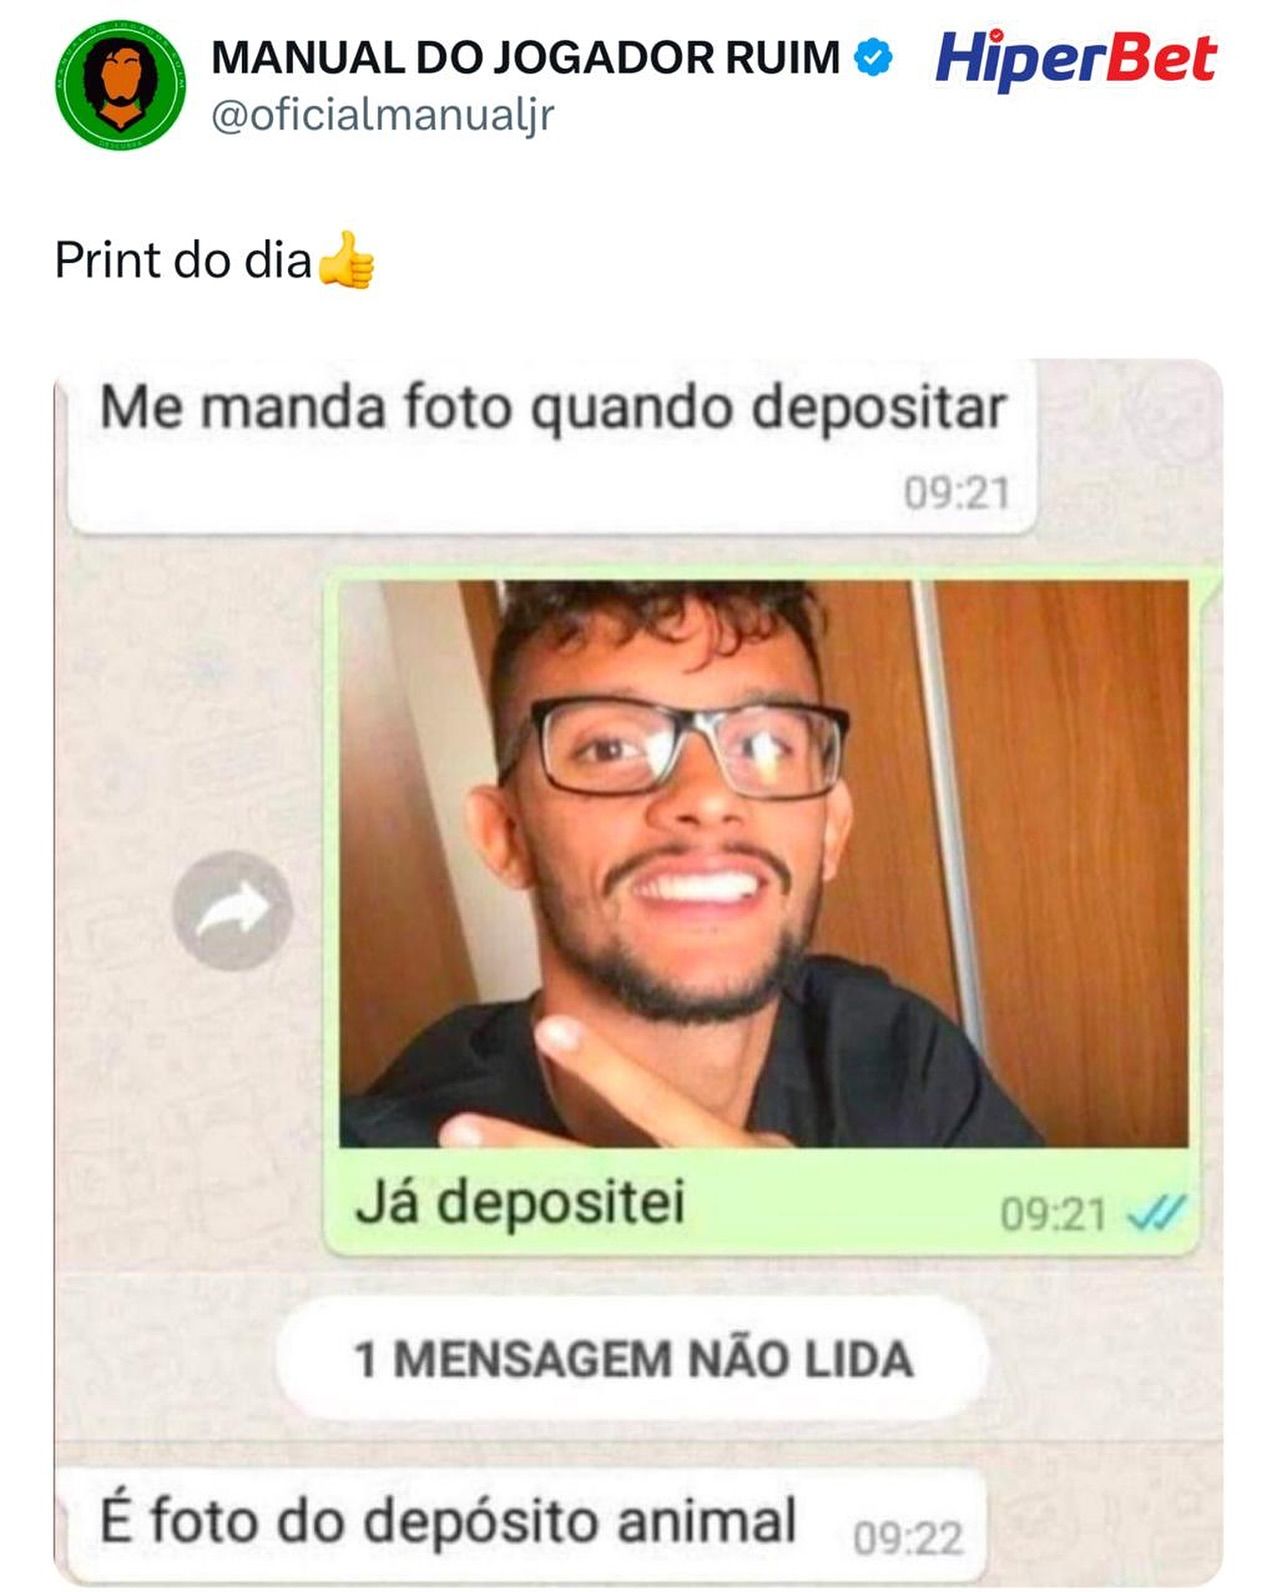 MANUAL DO JOGADOR RUIM
HiperBet
@oficialmanualjr
Print do dia👍
Me manda foto quando depositar
09:21
Já depositei
09:21
1 MENSAGEM NÃO LIDA
É foto do depósito animal
09:22